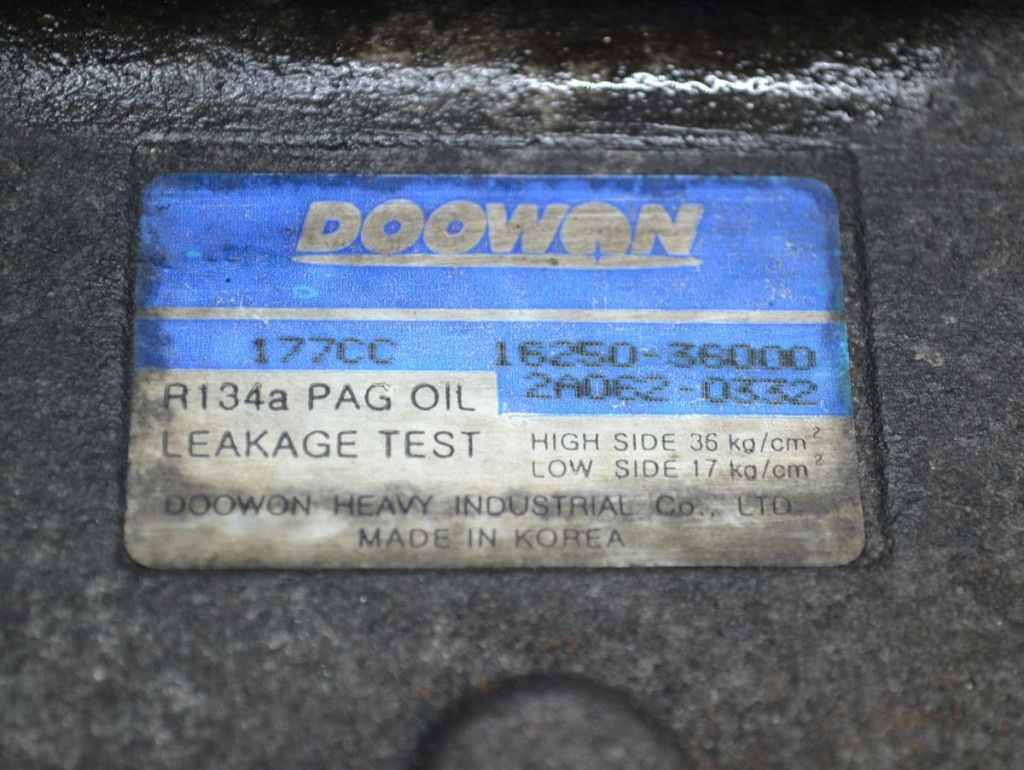 DOOWON
177CC 16250-36000
2A062-0332
R134a PAG OIL
LEAKAGE TEST
HIGH SIDE 36 kg/cm²
LOW SIDE 17 kg/cm²
DOOWON HEAVY INDUSTRIAL Co., LTD
MADE IN KOREA